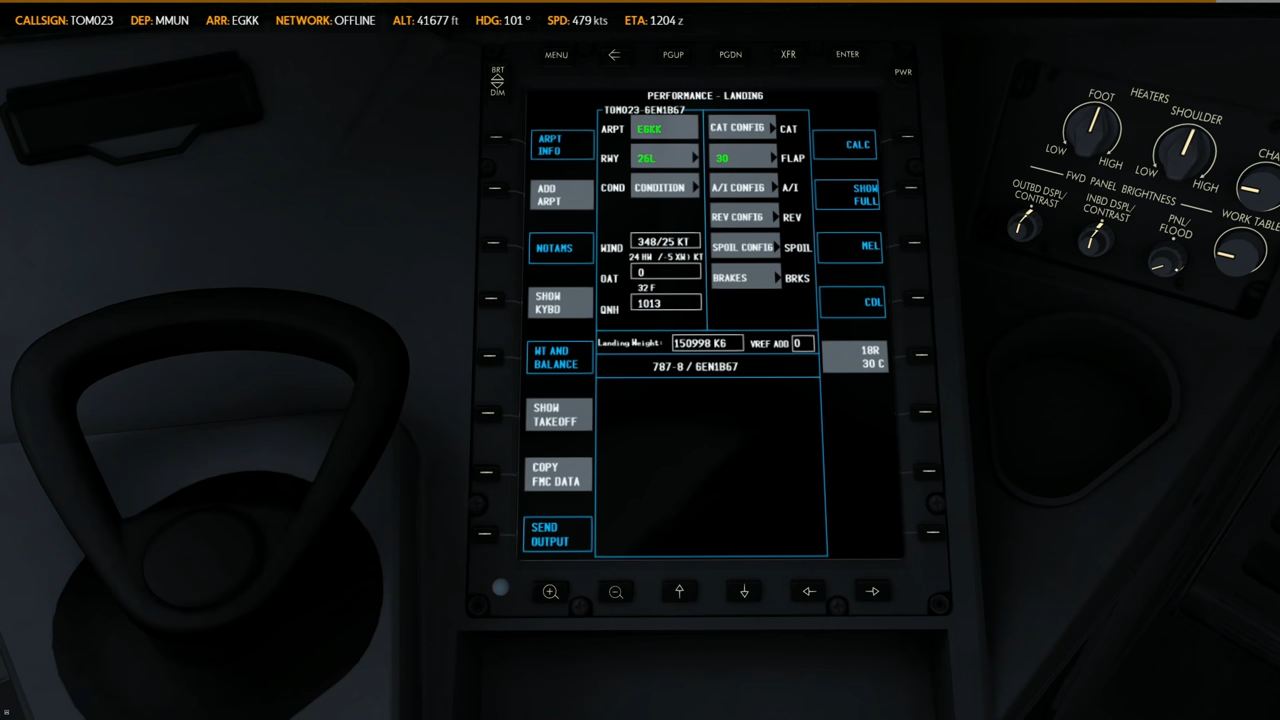 CALLSIGN: TOM023 DEP: MMUN ARR: EGKK NETWORK: OFFLINE ALT: 41677 ft HDG: 101 ° SPD: 479 kts ETA: 1204 z
MENU PGUP PGDN XFR ENTER
BRT
DIM
PWR
PERFORMANCE - LANDING
TOM023-GEN1B67
ARPT
INFO
ARPT EGKK
CAT CONFIG CAT
CALC
RWY 26L
30 FLAP
ADD
ARPT
COND CONDITION
A/I CONFIG A/I
SHOW
FULL
REV CONFIG REV
NOTAMS
WIND 348/25 KT
24 HW /-5 XW) KT
SPOIL CONFIG SPOIL
MEL
OAT 0
32 F
BRAKES BRKS
SHOW
KYBD
QNH 1013
CDL
Landing Weight: 150998 KG VREF ADD 0
WT AND
BALANCE
787-8 / GEN1B67
18R
30 C
SHOW
TAKEOFF
COPY
FMC DATA
SEND
OUTPUT
HEATERS
FOOT
LOW HIGH
SHOULDER
LOW HIGH
CHA
FWD PANEL BRIGHTNESS
OUTBD DSPL/
CONTRAST
INBD DSPL/
CONTRAST
PNL/
FLOOD
WORK TABLE